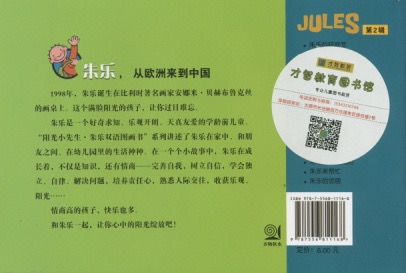 JULES 第2辑
朱乐，从欧洲来到中国
1998年，朱乐诞生在比利时著名画家安娜米·贝赫布鲁克丝
的画桌上。这个满脸阳光的孩子，让你过目难忘。
朱乐是一个好奇求知、乐观开朗、天真友爱的学龄前儿童。
“阳光小先生·朱乐双语图画书”系列讲述了朱乐在家中、和朋
友之间、在幼儿园里的生活种种。在一个个小故事中，朱乐在成
长着，不仅是知识，还有情商——完善自我，树立自信，学会独
立、自律、解决问题，培养责任心，熟悉人际交往，收获乐观、
阳光……
情商高的孩子，快乐也多。
和朱乐一起，让你心中的阳光绽放吧！
才智教育图书馆
朱乐来帮忙
定价：6.00元